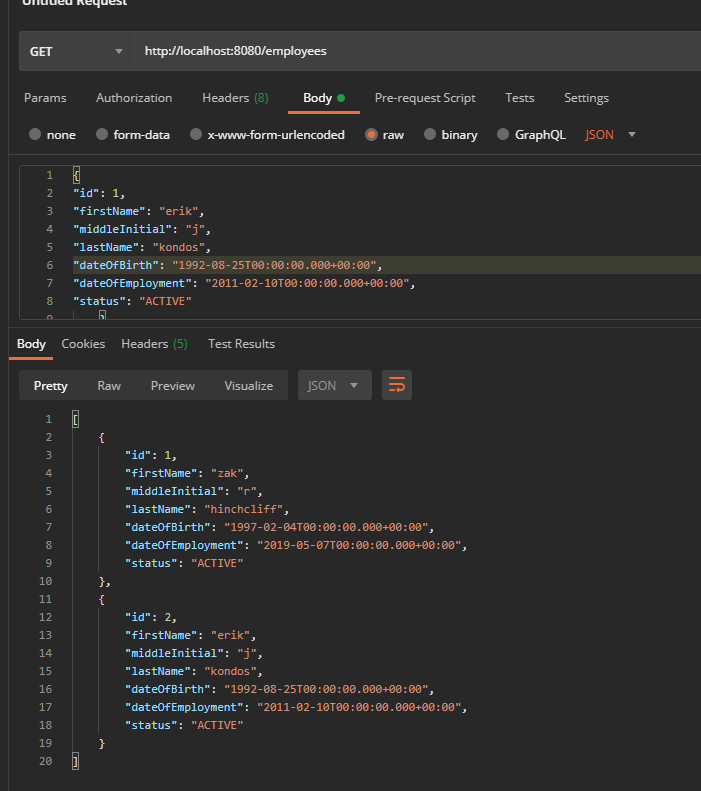 Untitled Request
GET http://localhost:8080/employees
Params Authorization Headers (8) Body Pre-request Script Tests Settings
none form-data x-www-form-urlencoded raw binary GraphQL JSON
1 {
2 "id": 1,
3 "firstName": "erik",
4 "middleInitial": "j",
5 "lastName": "kondos",
6 "dateOfBirth": "1992-08-25T00:00:00.000+00:00",
7 "dateOfEmployment": "2011-02-10T00:00:00.000+00:00",
8 "status": "ACTIVE"
9 }
Body Cookies Headers (5) Test Results
Pretty Raw Preview Visualize JSON
1 [
2 {
3 "id": 1,
4 "firstName": "zak",
5 "middleInitial": "r",
6 "lastName": "hinchcliff",
7 "dateOfBirth": "1997-02-04T00:00:00.000+00:00",
8 "dateOfEmployment": "2019-05-07T00:00:00.000+00:00",
9 "status": "ACTIVE"
10 },
11 {
12 "id": 2,
13 "firstName": "erik",
14 "middleInitial": "j",
15 "lastName": "kondos",
16 "dateOfBirth": "1992-08-25T00:00:00.000+00:00",
17 "dateOfEmployment": "2011-02-10T00:00:00.000+00:00",
18 "status": "ACTIVE"
19 }
20 ]